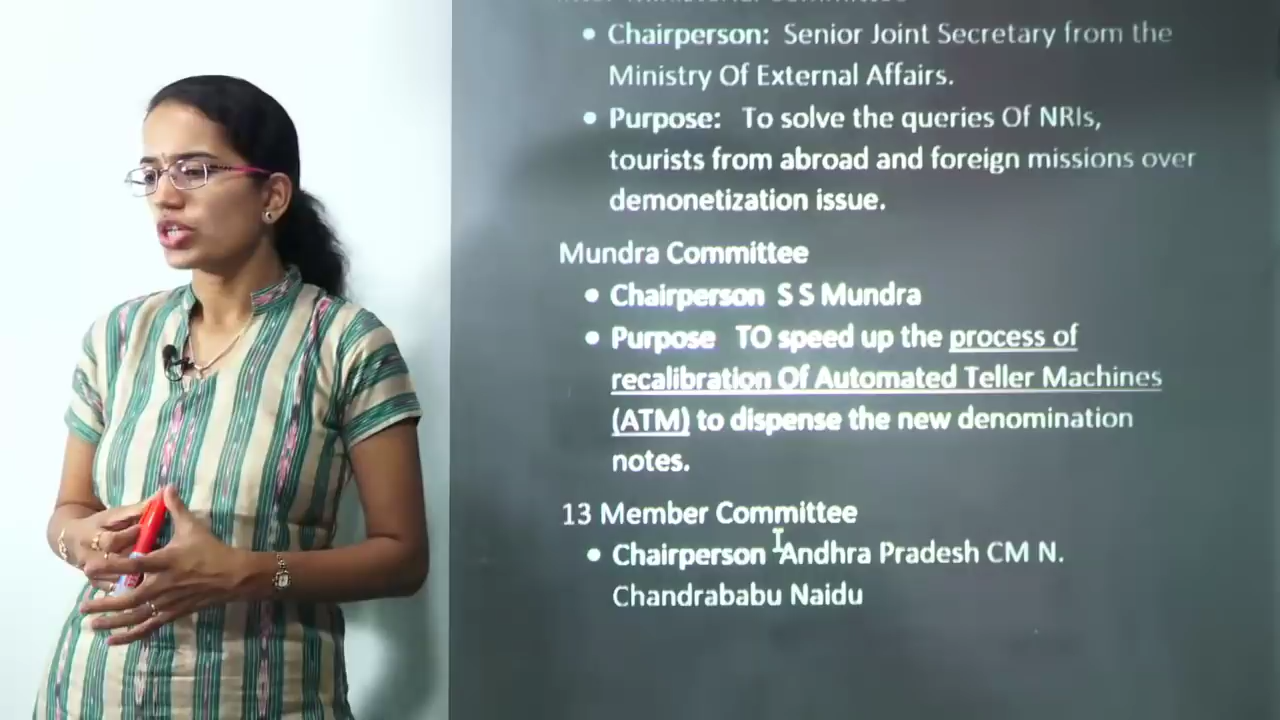 Chairperson: Senior Joint Secretary from the
Ministry Of External Affairs.
Purpose: To solve the queries Of NRIs,
tourists from abroad and foreign missions over
demonetization issue.
Mundra Committee
Chairperson S S Mundra
Purpose TO speed up the process of
recalibration Of Automated Teller Machines
(ATM) to dispense the new denomination
notes.
13 Member Committee
Chairperson Andhra Pradesh CM N.
Chandrababu Naidu